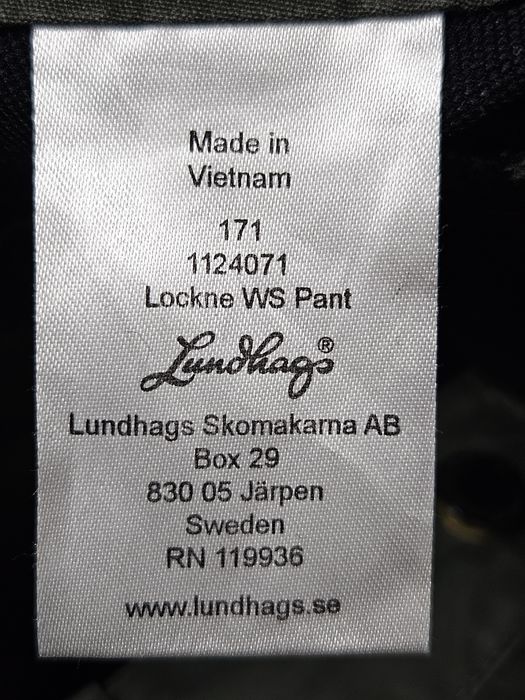 Made in
Vietnam
171
1124071
Lockne WS Pant
Lundhags®
Lundhags Skomakarna AB
Box 29
830 05 Järpen
Sweden
RN 119936
www.lundhags.se